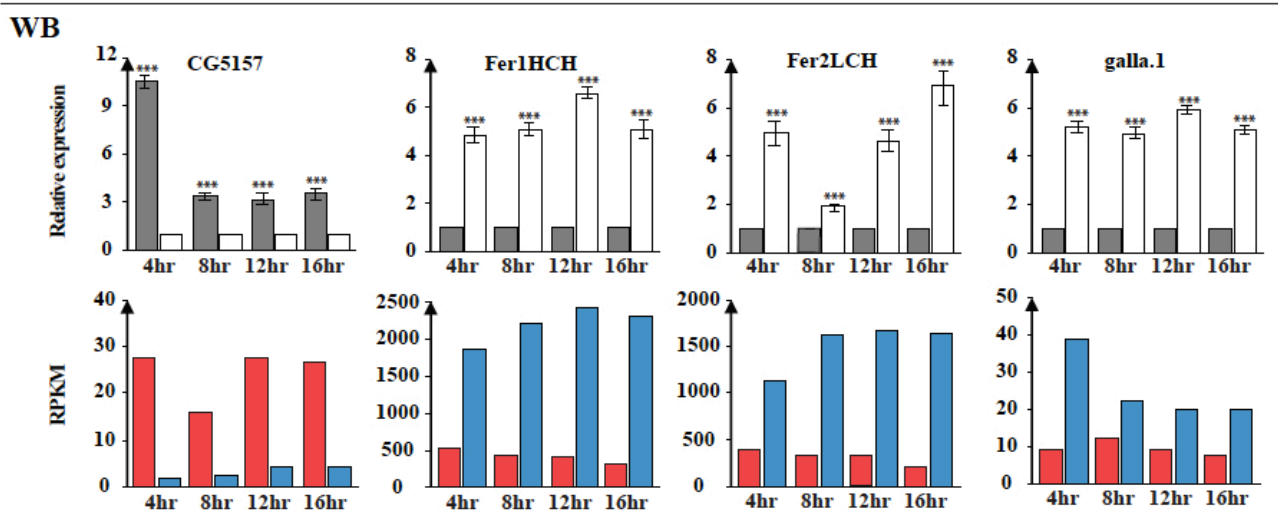 WB
CG5157
Fer1HCH
Fer2LCH
galla.1
Relative expression
12
9
6
3
0
*** *** *** ***
4hr 8hr 12hr 16hr
8
6
4
2
0
*** *** *** ***
4hr 8hr 12hr 16hr
8
6
4
2
0
*** *** *** ***
4hr 8hr 12hr 16hr
8
6
4
2
0
*** *** *** ***
4hr 8hr 12hr 16hr
RPKM
40
30
20
10
0
4hr 8hr 12hr 16hr
2500
2000
1500
1000
500
0
4hr 8hr 12hr 16hr
2000
1500
1000
500
0
4hr 8hr 12hr 16hr
50
40
30
20
10
0
4hr 8hr 12hr 16hr